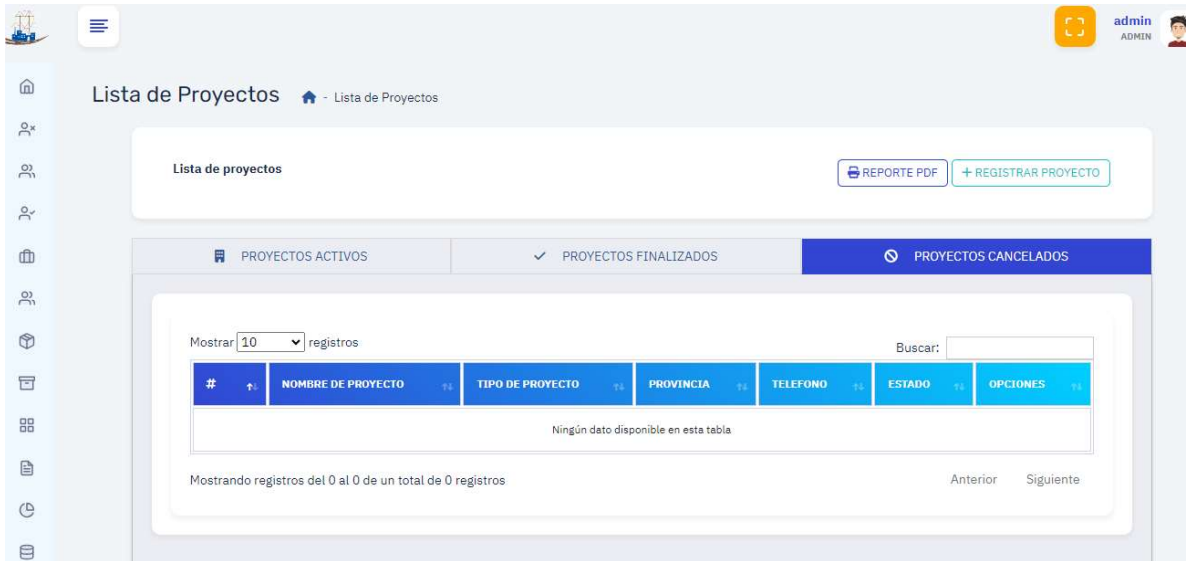 admin
ADMIN
Lista de Proyectos - Lista de Proyectos
Lista de proyectos
REPORTE PDF
+ REGISTRAR PROYECTO
PROYECTOS ACTIVOS
PROYECTOS FINALIZADOS
PROYECTOS CANCELADOS
Mostrar 10 registros
Buscar:
# NOMBRE DE PROYECTO TIPO DE PROYECTO PROVINCIA TELEFONO ESTADO OPCIONES
Ningún dato disponible en esta tabla
Mostrando registros del 0 al 0 de un total de 0 registros
Anterior Siguiente